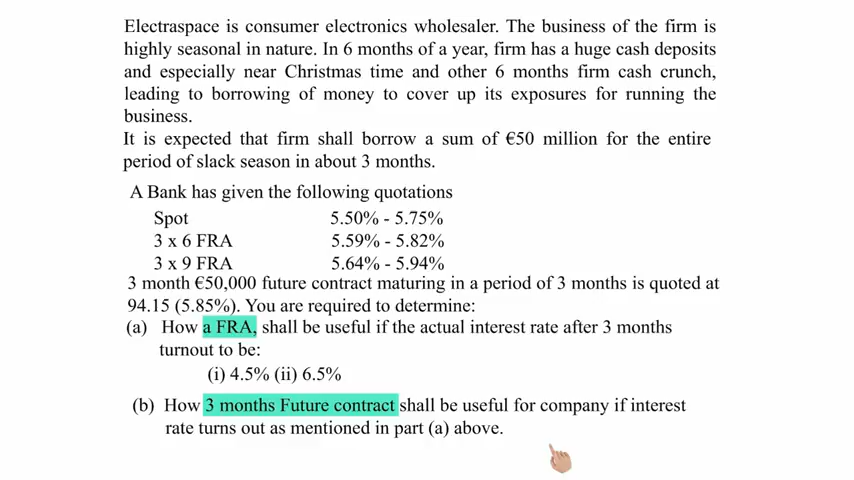 Electraspace is consumer electronics wholesaler. The business of the firm is
highly seasonal in nature. In 6 months of a year, firm has a huge cash deposits
and especially near Christmas time and other 6 months firm cash crunch,
leading to borrowing of money to cover up its exposures for running the
business.
It is expected that firm shall borrow a sum of €50 million for the entire
period of slack season in about 3 months.
A Bank has given the following quotations
Spot 5.50% - 5.75%
3 x 6 FRA 5.59% - 5.82%
3 x 9 FRA 5.64% - 5.94%
3 month €50,000 future contract maturing in a period of 3 months is quoted at
94.15 (5.85%). You are required to determine:
(a) How a FRA, shall be useful if the actual interest rate after 3 months
turnout to be:
(i) 4.5% (ii) 6.5%
(b) How 3 months Future contract shall be useful for company if interest
rate turns out as mentioned in part (a) above.